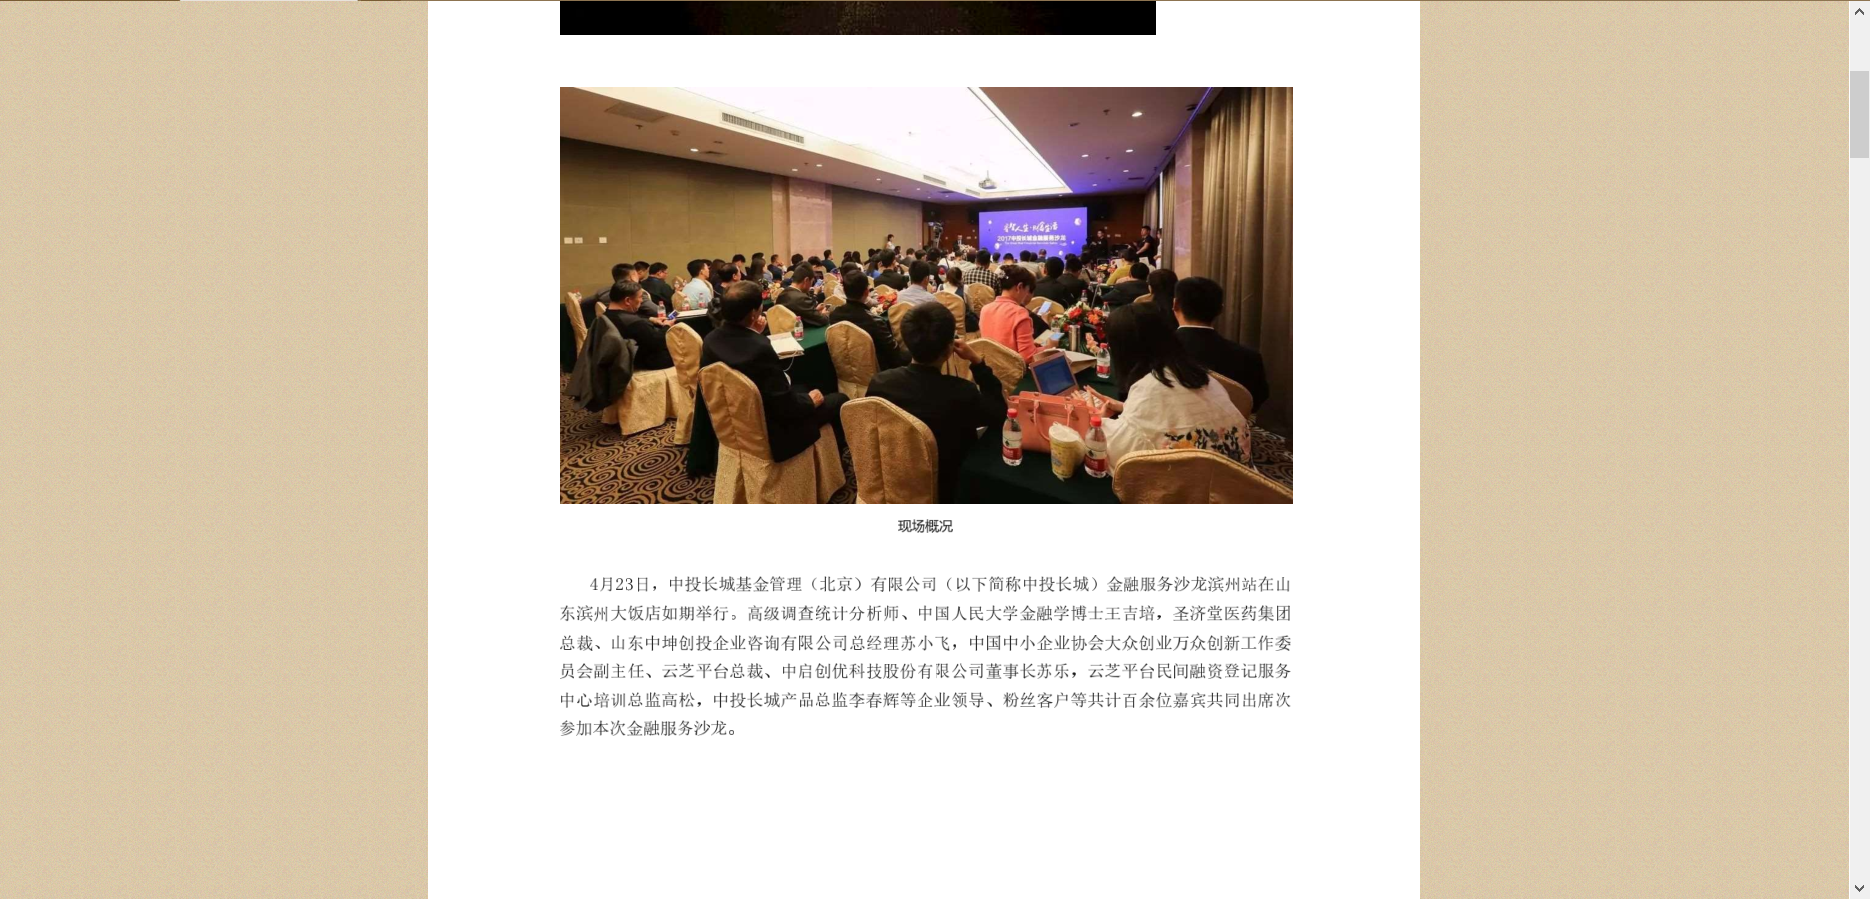 2017中投长城金融服务沙龙
现场概况
4月23日，中投长城基金管理（北京）有限公司（以下简称中投长城）金融服务沙龙滨州站在山
东滨州大饭店如期举行。高级调查统计分析师、中国人民大学金融学博士王吉培，圣济堂医药集团
总裁、山东中坤创投企业咨询有限公司总经理苏小飞，中国中小企业协会大众创业万众创新工作委
员会副主任、云芝平台总裁、中启创优科技股份有限公司董事长苏乐，云芝平台民间融资登记服务
中心培训总监高松，中投长城产品总监李春辉等企业领导、粉丝客户等共计百余位嘉宾共同出席次
参加本次金融服务沙龙。